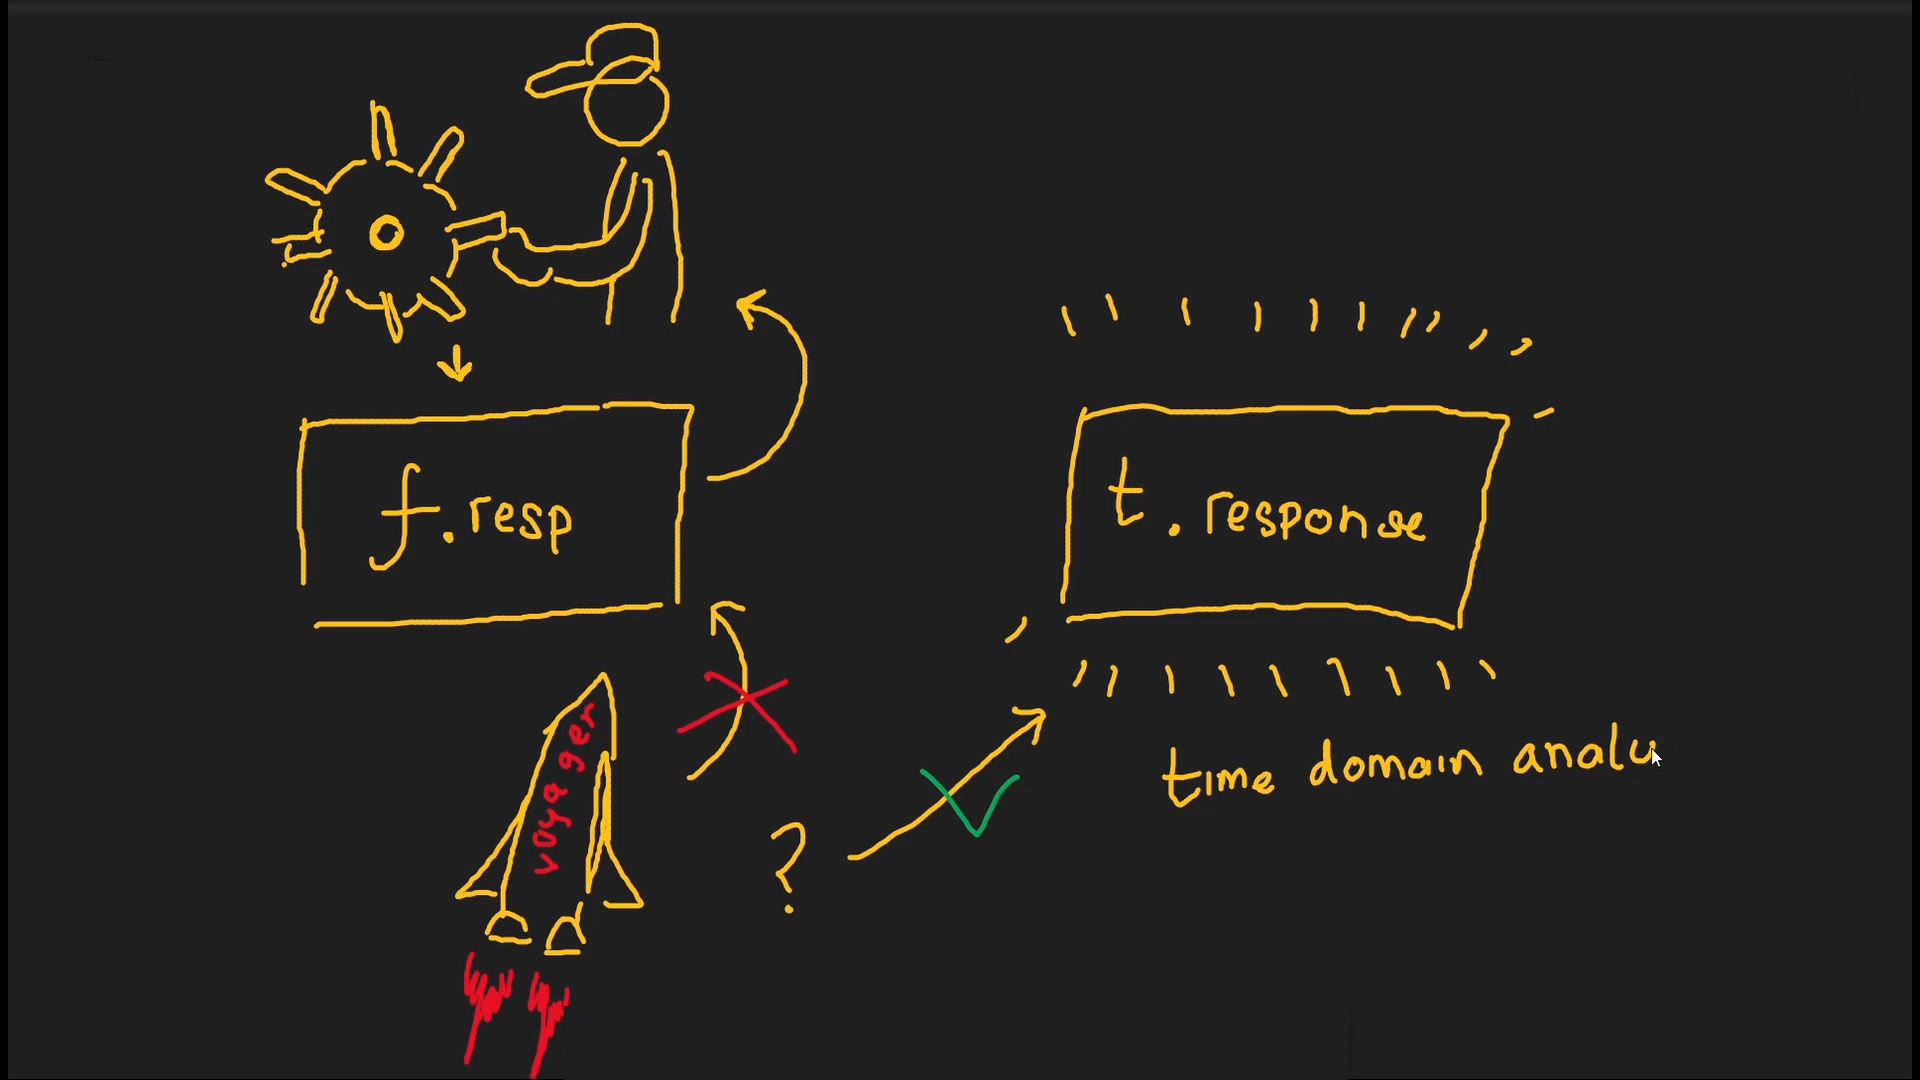 f.resp
t. response
voyager
?
time domain analy